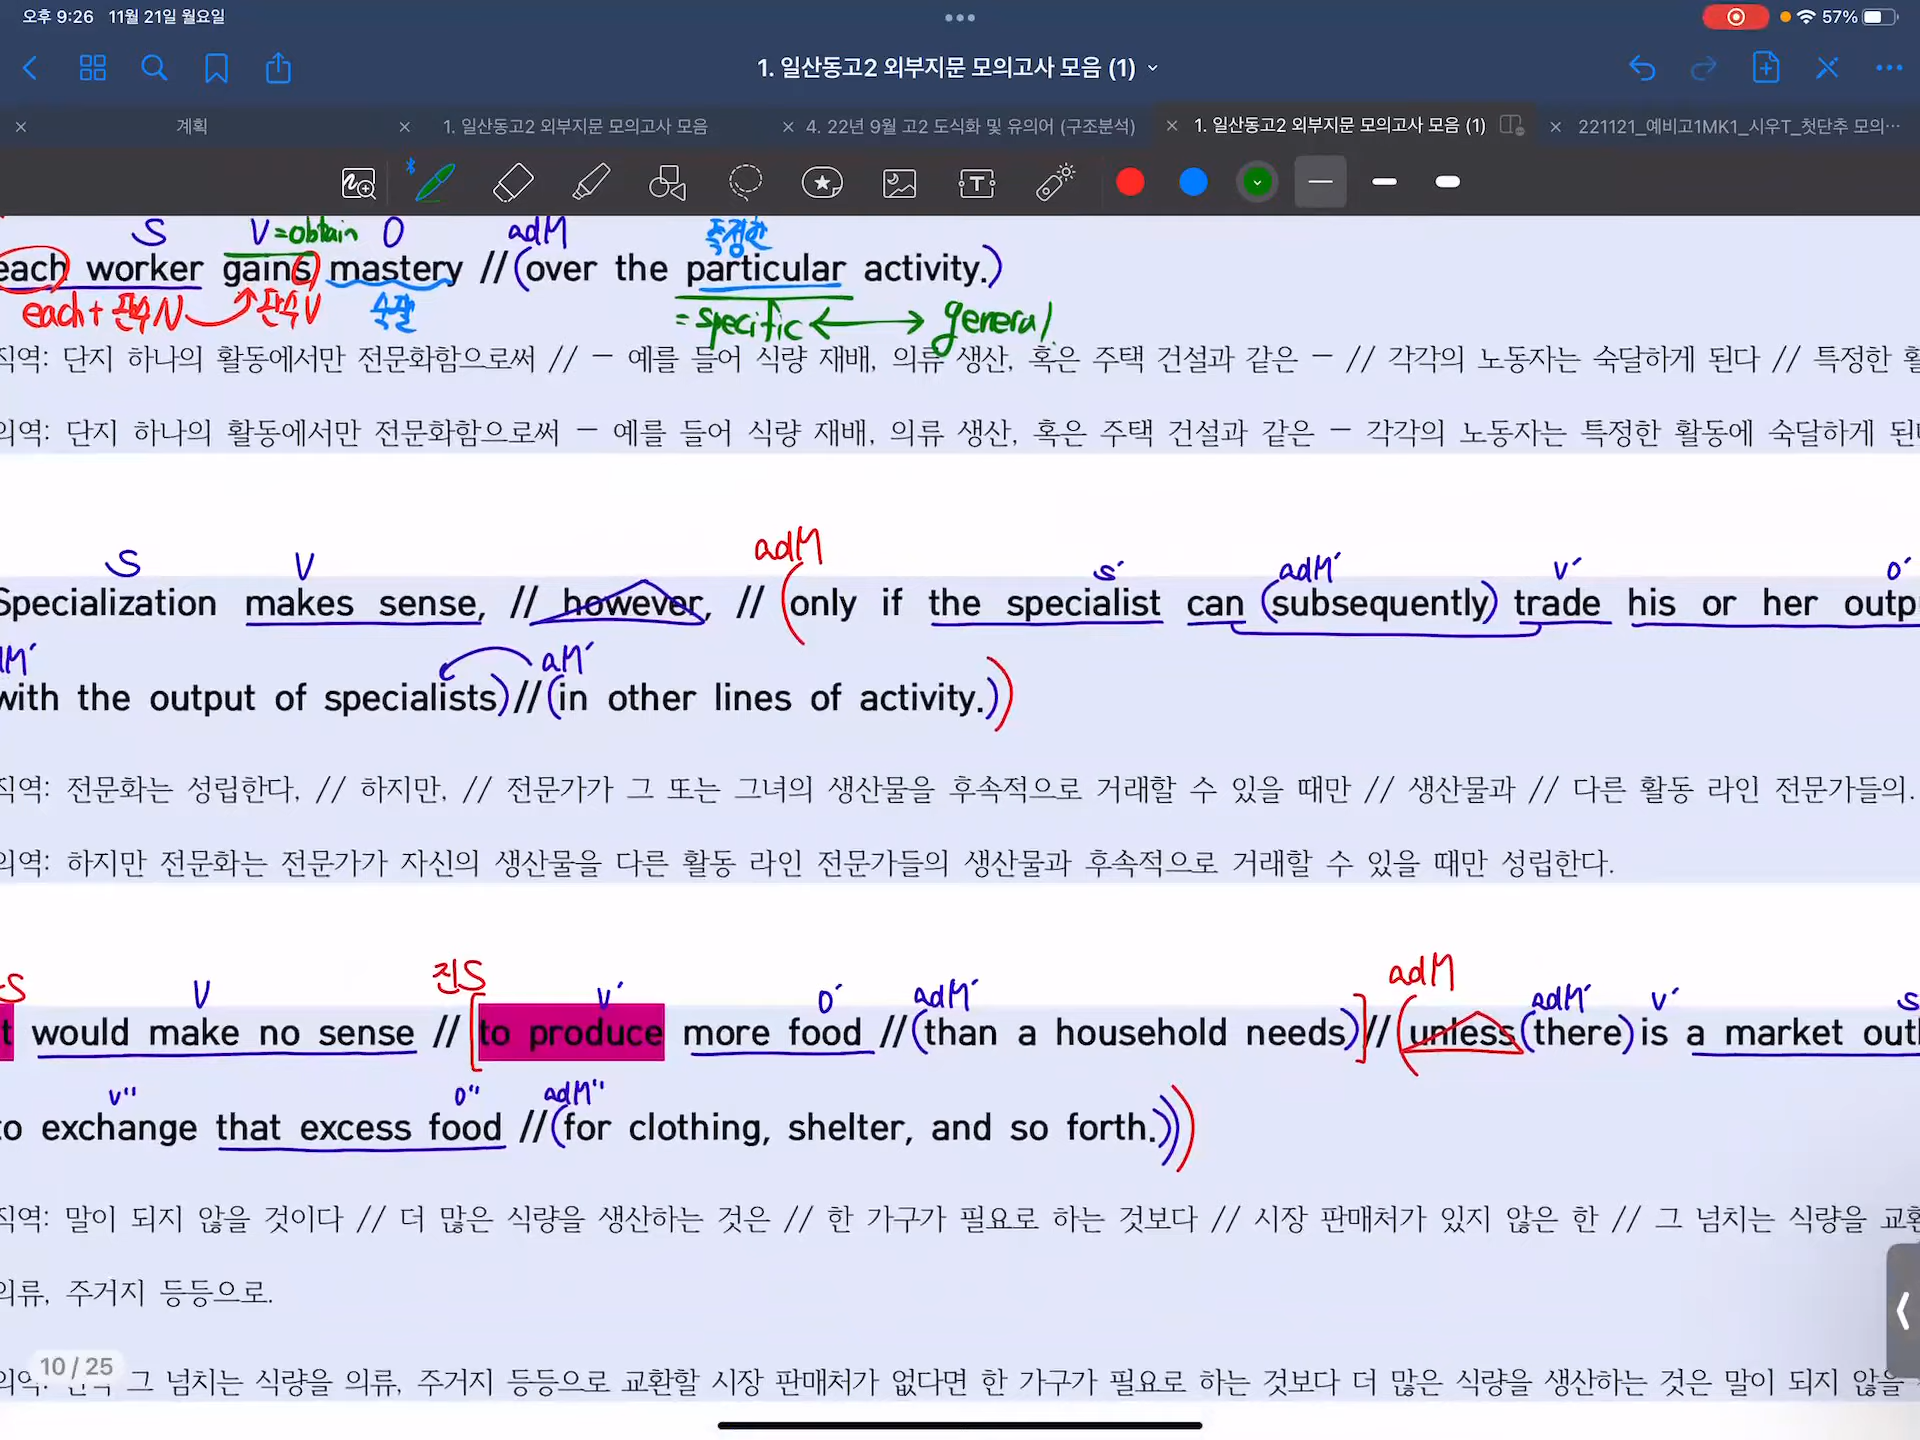 오후 9:26 11월 21일 월요일
57%
1. 일산동고2 외부지문 모의고사 모음 (1)
계획
1. 일산동고2 외부지문 모의고사 모음
4. 22년 9월 고2 도식화 및 유의어 (구조분석)
1. 일산동고2 외부지문 모의고사 모음 (1)
221121_예비고1MK1_시우T_첫단추 모의…
S V =obtain O adM 특정한
each worker gains mastery //(over the particular activity.)
each+단수N 단수V 숙달 =specific ↔ general
직역: 단지 하나의 활동에서만 전문화함으로써 // – 예를 들어 식량 재배, 의류 생산, 혹은 주택 건설과 같은 – // 각각의 노동자는 숙달하게 된다 // 특정한
의역: 단지 하나의 활동에서만 전문화함으로써 – 예를 들어 식량 재배, 의류 생산, 혹은 주택 건설과 같은 – 각각의 노동자는 특정한 활동에 숙달하게
S V adM s´ adM´ v´ o´
Specialization makes sense, // however, // (only if the specialist can (subsequently) trade his or her
aM´
with the output of specialists)//(in other lines of activity.))
직역: 전문화는 성립한다, // 하지만, // 전문가가 그 또는 그녀의 생산물을 후속적으로 거래할 수 있을 때만 // 생산물과 // 다른 활동 라인 전문가들의.
의역: 하지만 전문화는 전문가가 자신의 생산물을 다른 활동 라인 전문가들의 생산물과 후속적으로 거래할 수 있을 때만 성립한다.
S V 진S v´ o´ adM´ adM adM´ v´ s
would make no sense // [to produce more food //(than a household needs)]// (unless (there) is a market
v" o" adM"
to exchange that excess food //(for clothing, shelter, and so forth.)))
직역: 말이 되지 않을 것이다 // 더 많은 식량을 생산하는 것은 // 한 가구가 필요로 하는 것보다 // 시장 판매처가 있지 않은 한 // 그 넘치는 식량을
의류, 주거지 등등으로.
10 / 25
그 넘치는 식량을 의류, 주거지 등등으로 교환할 시장 판매처가 없다면 한 가구가 필요로 하는 것보다 더 많은 식량을 생산하는 것은 말이 되지 않을